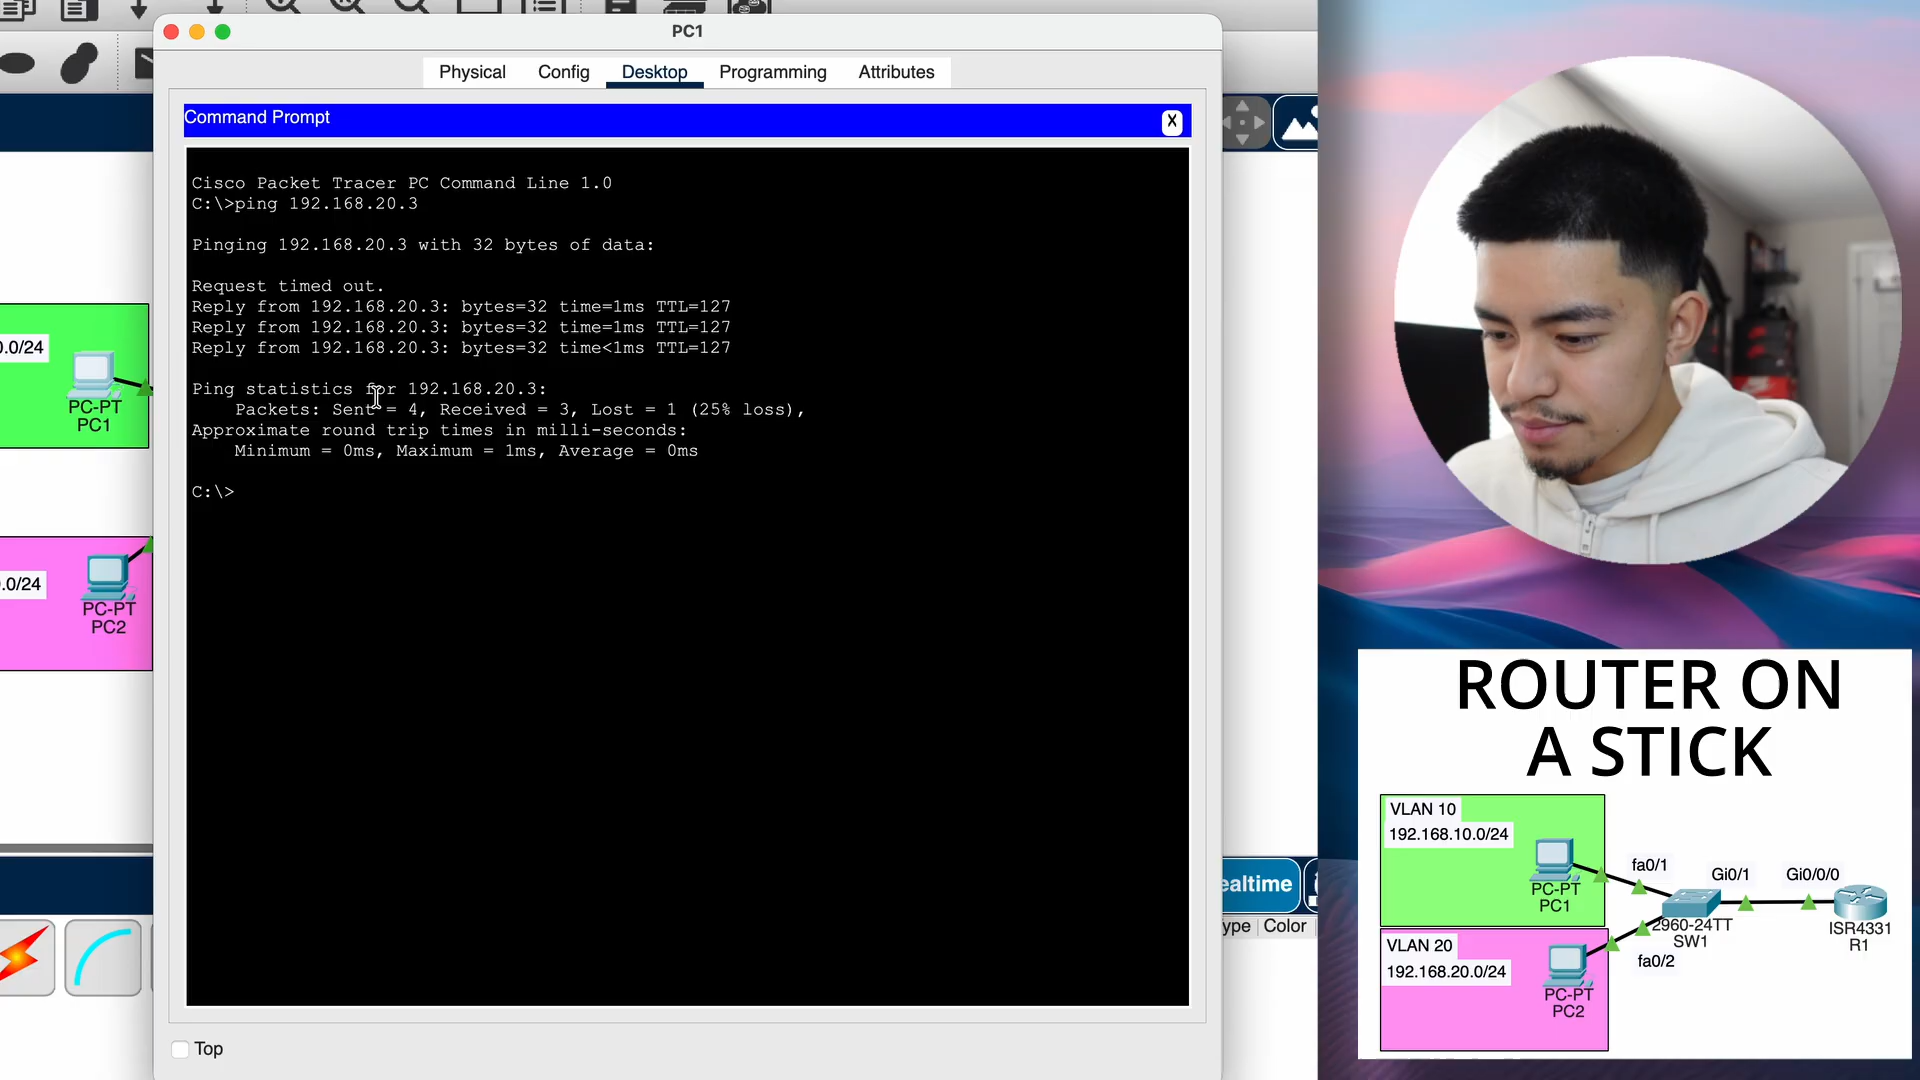 PC1
Physical Config Desktop Programming Attributes
Command Prompt
X
Cisco Packet Tracer PC Command Line 1.0
C:\>ping 192.168.20.3
Pinging 192.168.20.3 with 32 bytes of data:
Request timed out.
Reply from 192.168.20.3: bytes=32 time=1ms TTL=127
Reply from 192.168.20.3: bytes=32 time=1ms TTL=127
Reply from 192.168.20.3: bytes=32 time<1ms TTL=127
Ping statistics for 192.168.20.3:
Packets: Sent = 4, Received = 3, Lost = 1 (25% loss),
Approximate round trip times in milli-seconds:
Minimum = 0ms, Maximum = 1ms, Average = 0ms
C:\>
Top
.0/24
PC-PT
PC1
.0/24
PC-PT
PC2
ealtime
ype Color
ROUTER ON
A STICK
VLAN 10
192.168.10.0/24
PC-PT
PC1
fa0/1
Gi0/1
Gi0/0/0
2960-24TT
SW1
ISR4331
R1
VLAN 20
192.168.20.0/24
fa0/2
PC-PT
PC2